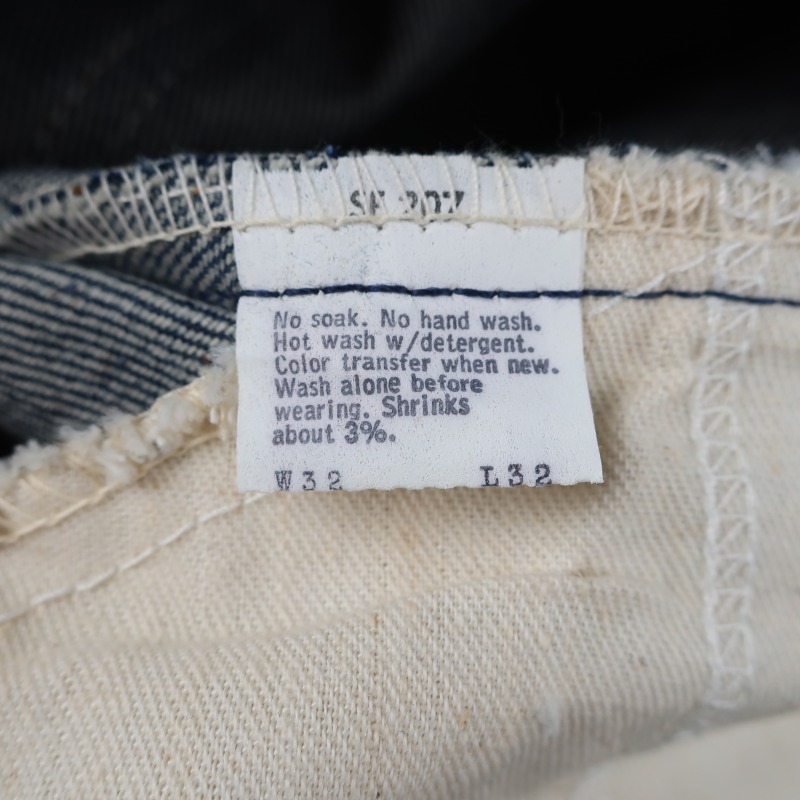 No soak. No hand wash.
Hot wash w/detergent.
Color transfer when new.
Wash alone before
wearing. Shrinks
about 3%.
W32 L32